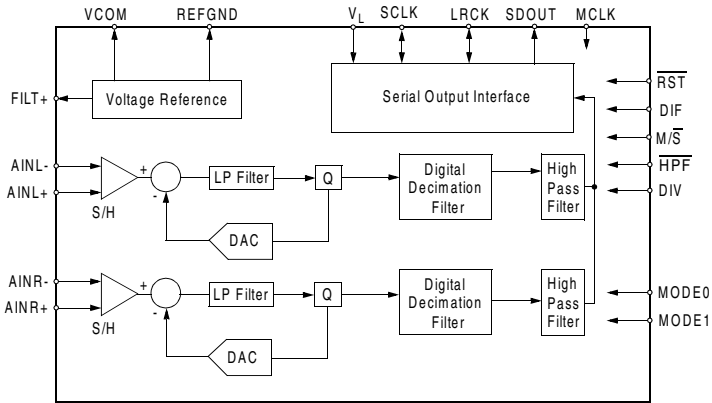 VCOM
REFGND
VL
SCLK
LRCK
SDOUT
MCLK
FILT+
Voltage Reference
Serial Output Interface
RST
DIF
M/S
HPF
DIV
AINL-
AINL+
S/H
+
-
LP Filter
Q
DAC
Digital
Decimation
Filter
High
Pass
Filter
AINR-
AINR+
S/H
+
-
LP Filter
Q
DAC
Digital
Decimation
Filter
High
Pass
Filter
MODE0
MODE1